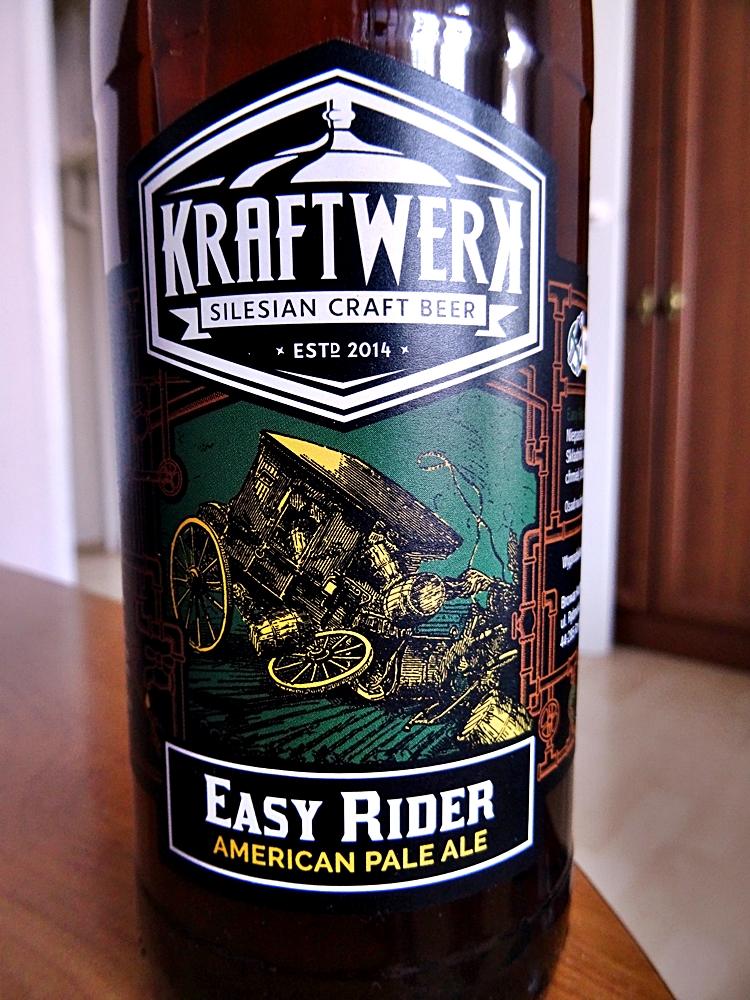 KRAFTWERK
SILESIAN CRAFT BEER
ESTD 2014
EASY RIDER
AMERICAN PALE ALE